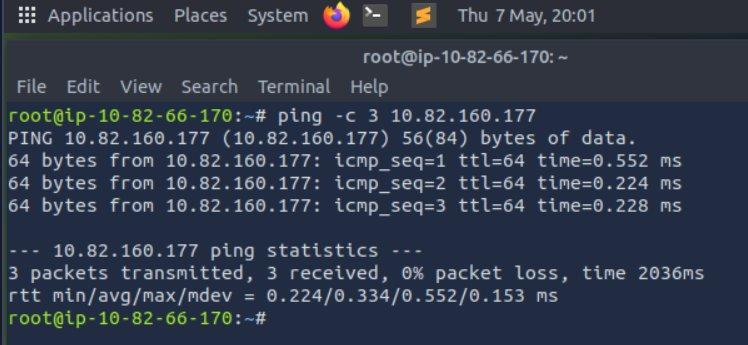 Applications Places System Thu 7 May, 20:01
root@ip-10-82-66-170: ~
File Edit View Search Terminal Help
root@ip-10-82-66-170:~# ping -c 3 10.82.160.177
PING 10.82.160.177 (10.82.160.177) 56(84) bytes of data.
64 bytes from 10.82.160.177: icmp_seq=1 ttl=64 time=0.552 ms
64 bytes from 10.82.160.177: icmp_seq=2 ttl=64 time=0.224 ms
64 bytes from 10.82.160.177: icmp_seq=3 ttl=64 time=0.228 ms
--- 10.82.160.177 ping statistics ---
3 packets transmitted, 3 received, 0% packet loss, time 2036ms
rtt min/avg/max/mdev = 0.224/0.334/0.552/0.153 ms
root@ip-10-82-66-170:~#